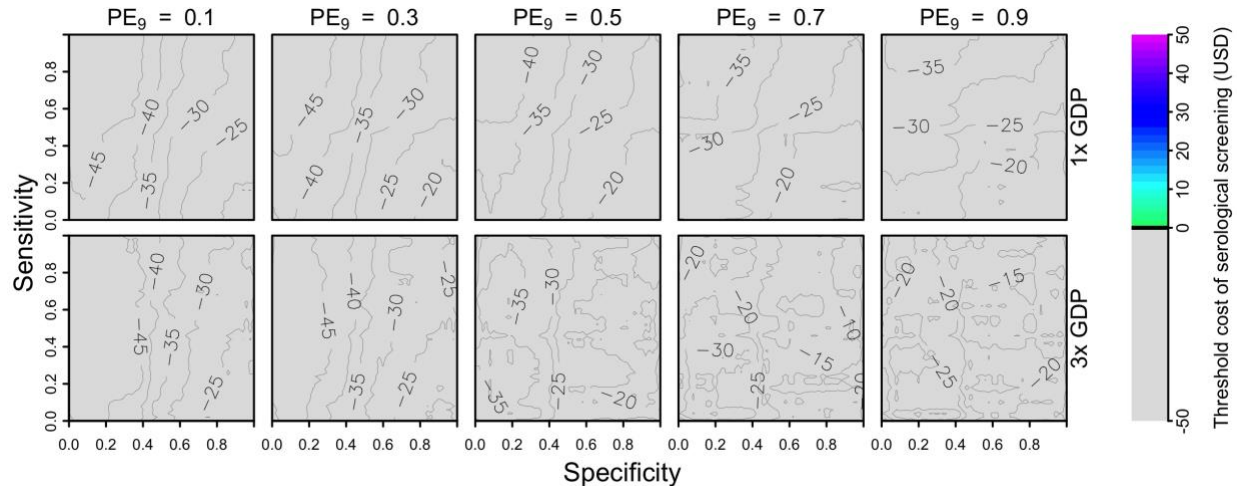 PE9 = 0.1 PE9 = 0.3 PE9 = 0.5 PE9 = 0.7 PE9 = 0.9
Sensitivity
0.8
0.6
0.4
0.2
0.0
−45 −40 −35 −30 −25
−45 −40 −35 −30 −25 −20
−40 −35 −30 −25 −20
−35 −30 −25 −20
−35 −30 −25 −20
1x GDP
0.8
0.6
0.4
0.2
0.0
−45 −40 −35 −30 −25
−45 −40 −35 −30 −25 −25
−35 −35 −30 −25 −20
−20 −30 −20 −25 −15 −10
−20 −20 −25 −15 −20
3x GDP
0.0 0.2 0.4 0.6 0.8 0.0 0.2 0.4 0.6 0.8 0.0 0.2 0.4 0.6 0.8 0.0 0.2 0.4 0.6 0.8 0.0 0.2 0.4 0.6 0.8
Specificity
50
40
30
20
10
0
-50
Threshold cost of serological screening (USD)